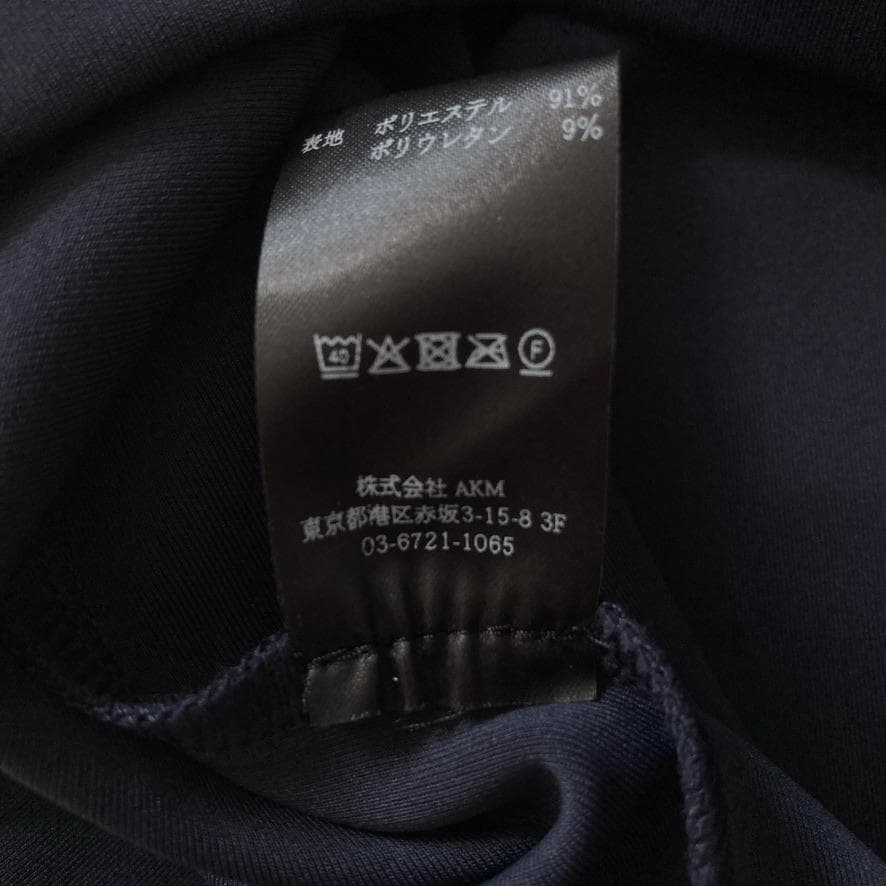 表地 ポリエステル 91%
ポリウレタン 9%
40 F
株式会社 AKM
東京都港区赤坂3-15-8 3F
03-6721-1065